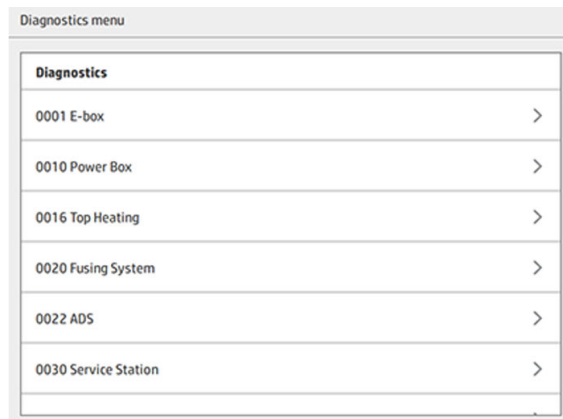 Diagnostics menu
Diagnostics
0001 E-box
0010 Power Box
0016 Top Heating
0020 Fusing System
0022 ADS
0030 Service Station